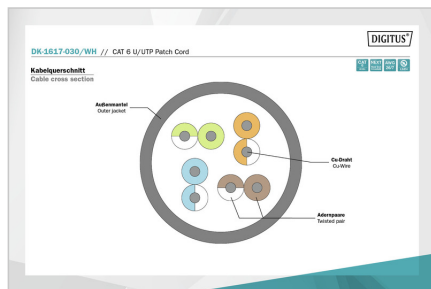 DIGITUS®
DK-1617-030/WH // CAT 6 U/UTP Patch Cord
Kabelquerschnitt
Cable cross section
Außenmantel
Outer jacket
Cu-Draht
Cu-Wire
Adernpaare
Twisted pair